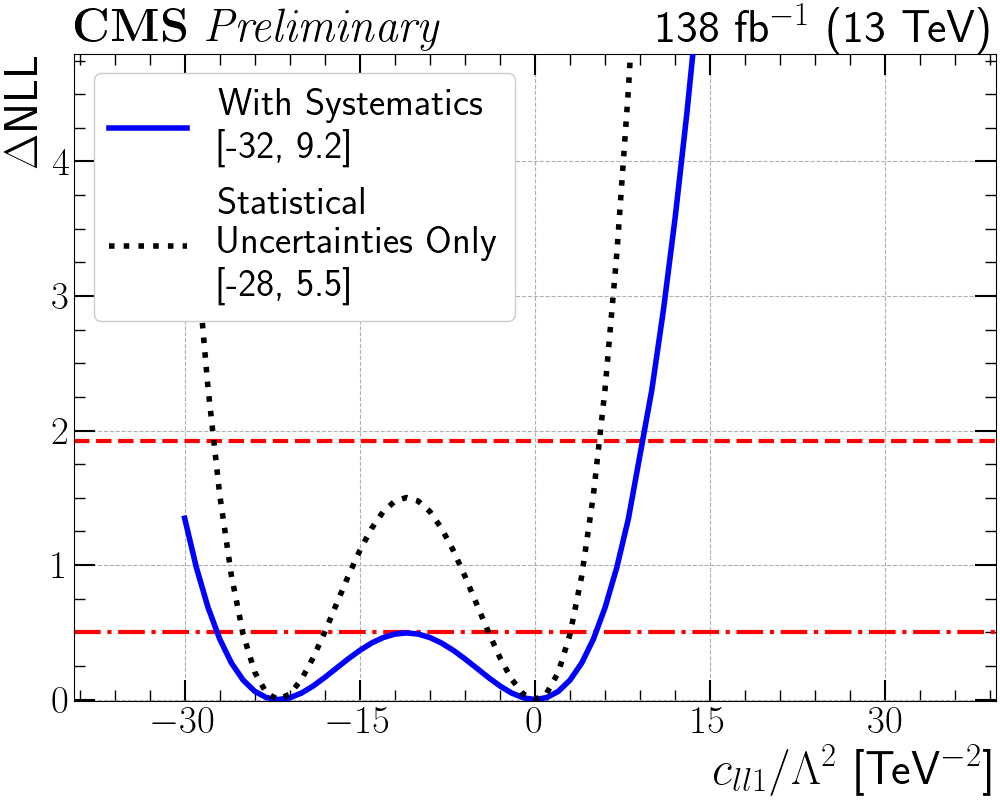 CMS Preliminary 138 fb⁻¹ (13 TeV)
ΔNLL
With Systematics
[-32, 9.2]
Statistical
Uncertainties Only
[-28, 5.5]
4
3
2
1
0
−30 −15 0 15 30
c_{ll1}/Λ² [TeV⁻²]